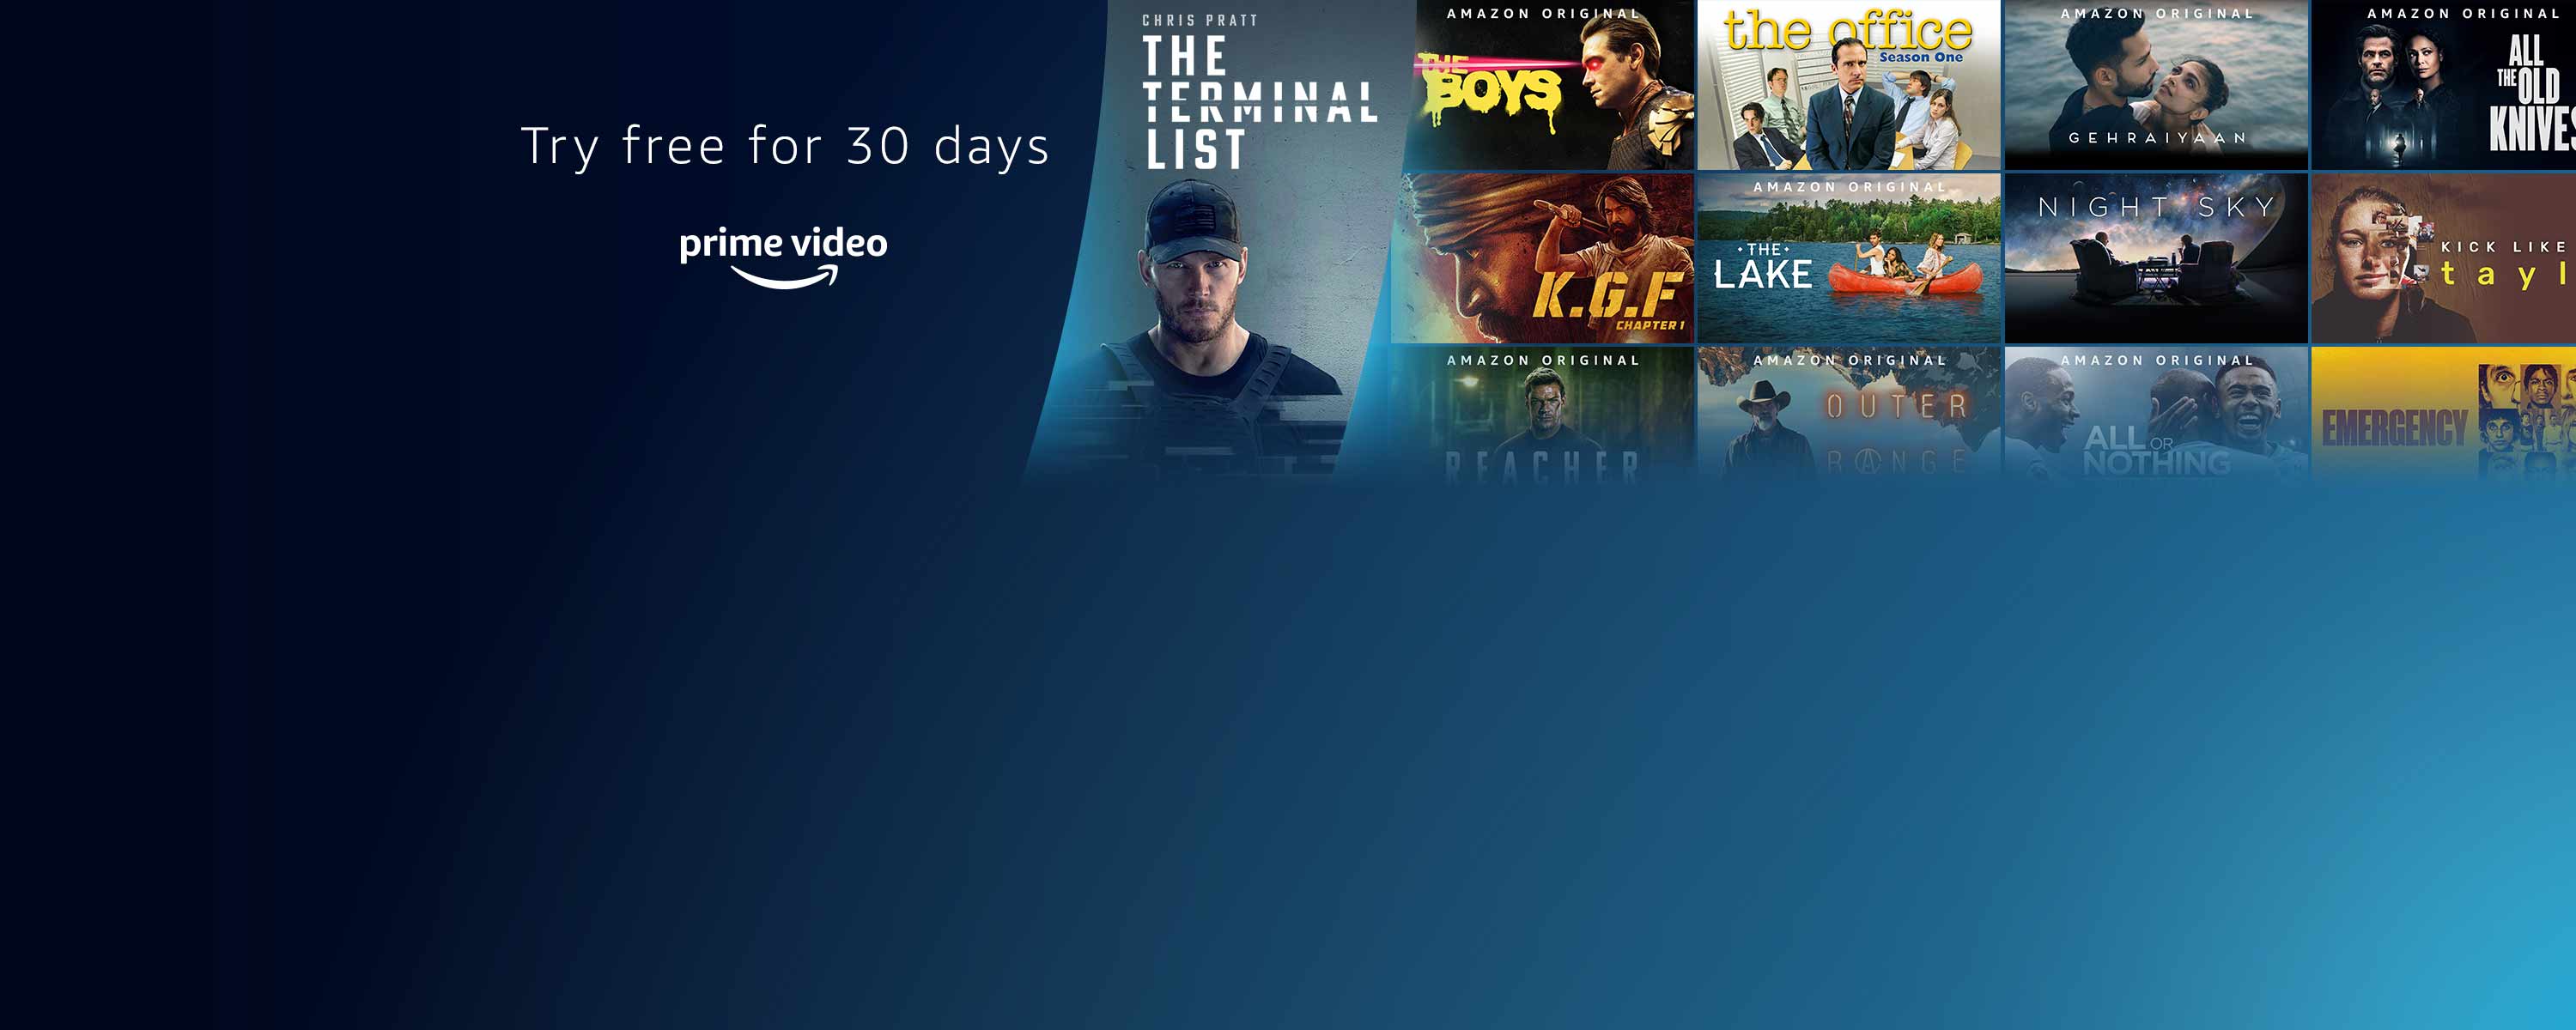 Try free for 30 days
prime video
CHRIS PRATT
THE
TERMINAL
LIST
AMAZON ORIGINAL
THE
BOYS
the office
Season One
AMAZON ORIGINAL
GEHRAIYAAN
AMAZON ORIGINAL
ALL
THE OLD
KNIVES
K.G.F
CHAPTER 1
AMAZON ORIGINAL
THE
LAKE
NIGHT SKY
KICK LIKE
tayl
AMAZON ORIGINAL
REACHER
AMAZON ORIGINAL
OUTER
RANGE
AMAZON ORIGINAL
ALL OR
NOTHING
EMERGENCY